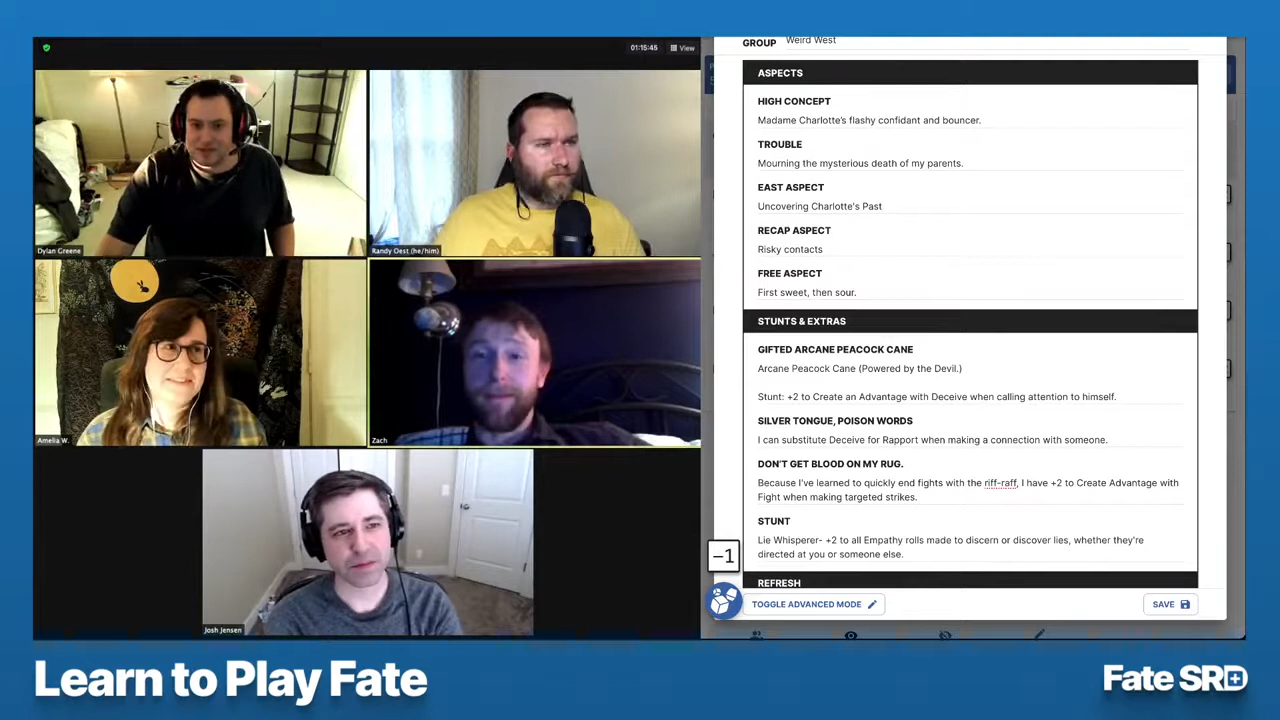 01:15:45
View
Dylan Greene
Randy Oest (he/him)
Amelia W.
Zach
Josh Jensen
GROUP
Weird West
ASPECTS
HIGH CONCEPT
Madame Charlotte's flashy confidant and bouncer.
TROUBLE
Mourning the mysterious death of my parents.
EAST ASPECT
Uncovering Charlotte's Past
RECAP ASPECT
Risky contacts
FREE ASPECT
First sweet, then sour.
STUNTS & EXTRAS
GIFTED ARCANE PEACOCK CANE
Arcane Peacock Cane (Powered by the Devil.)
Stunt: +2 to Create an Advantage with Deceive when calling attention to himself.
SILVER TONGUE, POISON WORDS
I can substitute Deceive for Rapport when making a connection with someone.
DON'T GET BLOOD ON MY RUG.
Because I've learned to quickly end fights with the riff-raff, I have +2 to Create Advantage with
Fight when making targeted strikes.
STUNT
Lie Whisperer- +2 to all Empathy rolls made to discern or discover lies, whether they're
directed at you or someone else.
REFRESH
−1
TOGGLE ADVANCED MODE
SAVE
Learn to Play Fate
Fate SRD